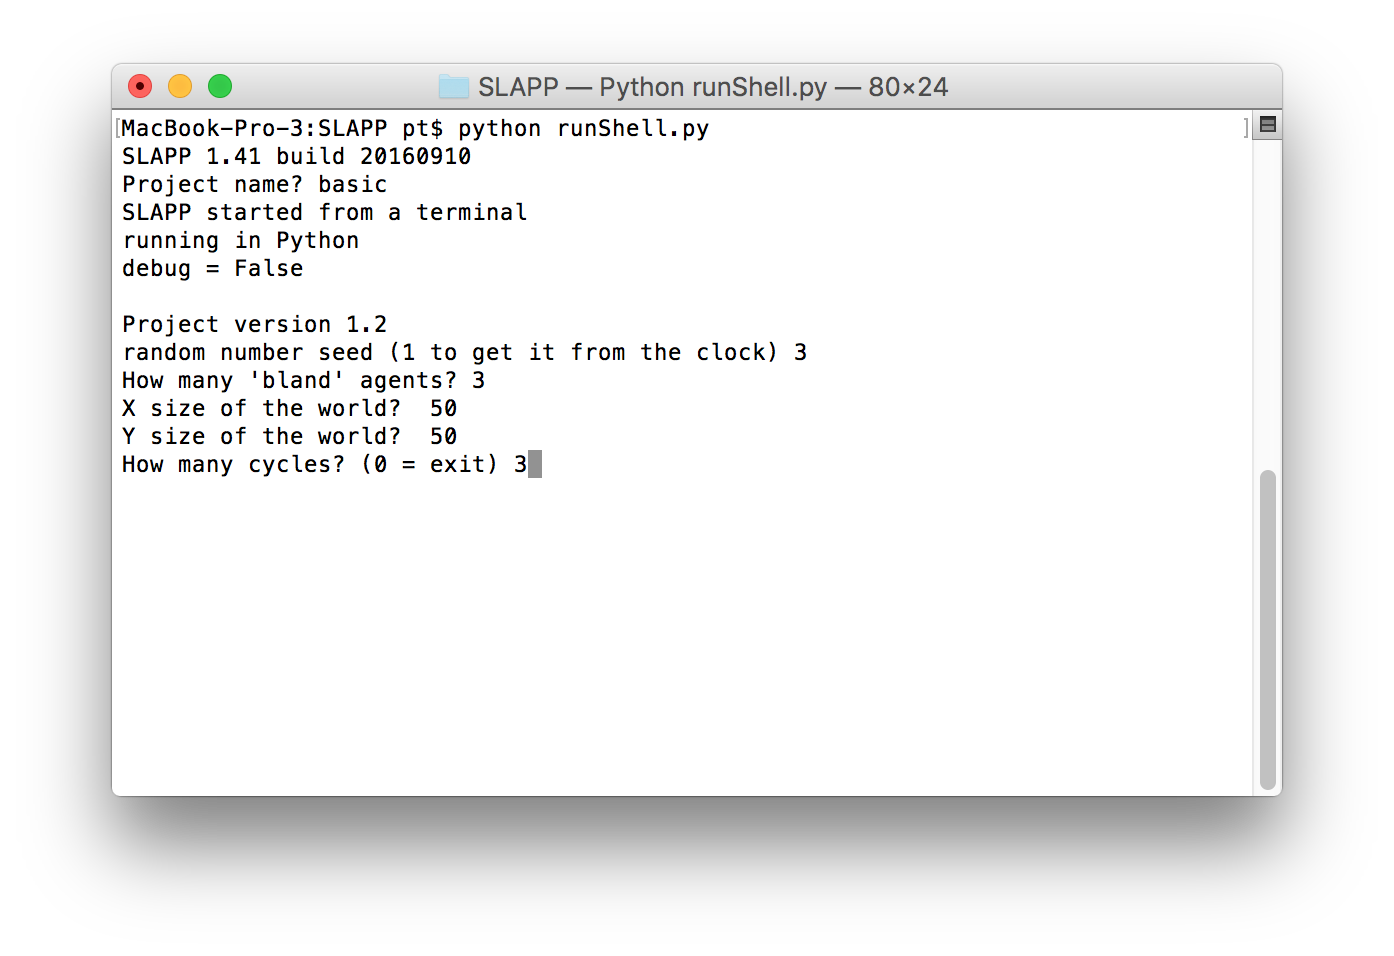 SLAPP — Python runShell.py — 80×24
[MacBook-Pro-3:SLAPP pt$ python runShell.py ]
SLAPP 1.41 build 20160910
Project name? basic
SLAPP started from a terminal
running in Python
debug = False
Project version 1.2
random number seed (1 to get it from the clock) 3
How many 'bland' agents? 3
X size of the world?  50
Y size of the world?  50
How many cycles? (0 = exit) 3